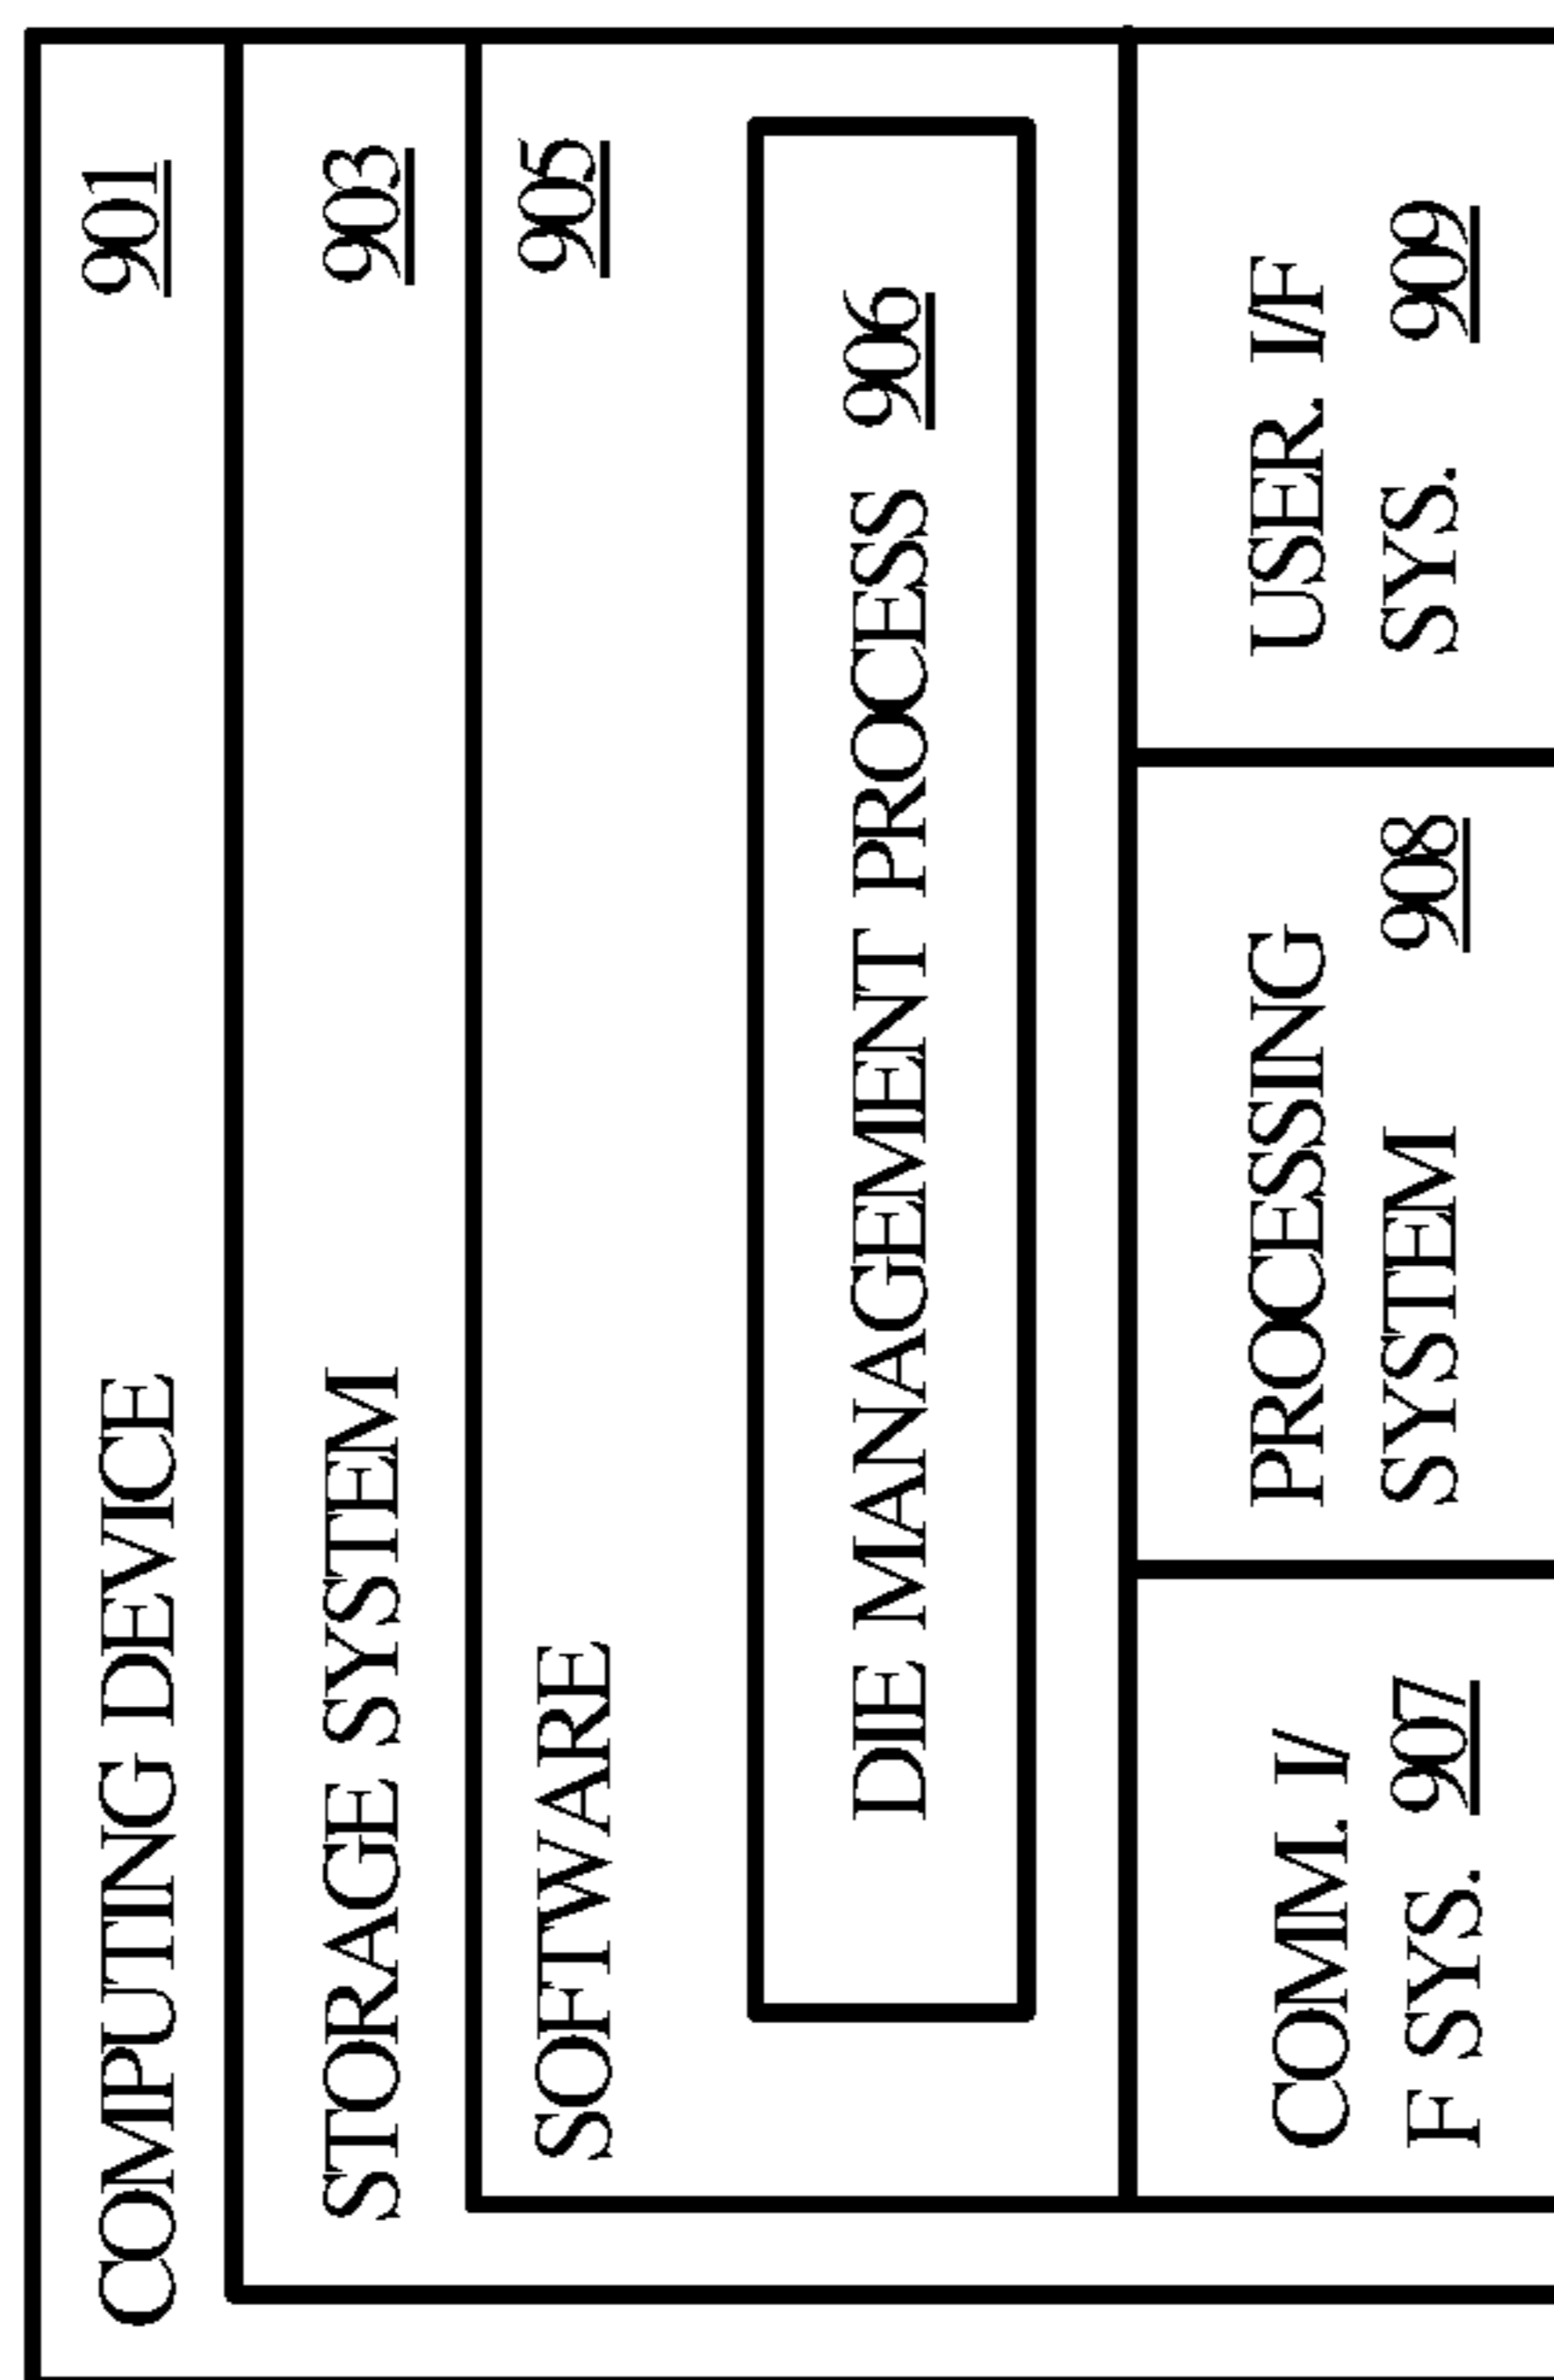 COMPUTING DEVICE 901
STORAGE SYSTEM 903
SOFTWARE 905
DIE MANAGEMENT PROCESS 906
COMM. I/
F SYS. 907
PROCESSING
SYSTEM 908
USER. I/F
SYS. 909